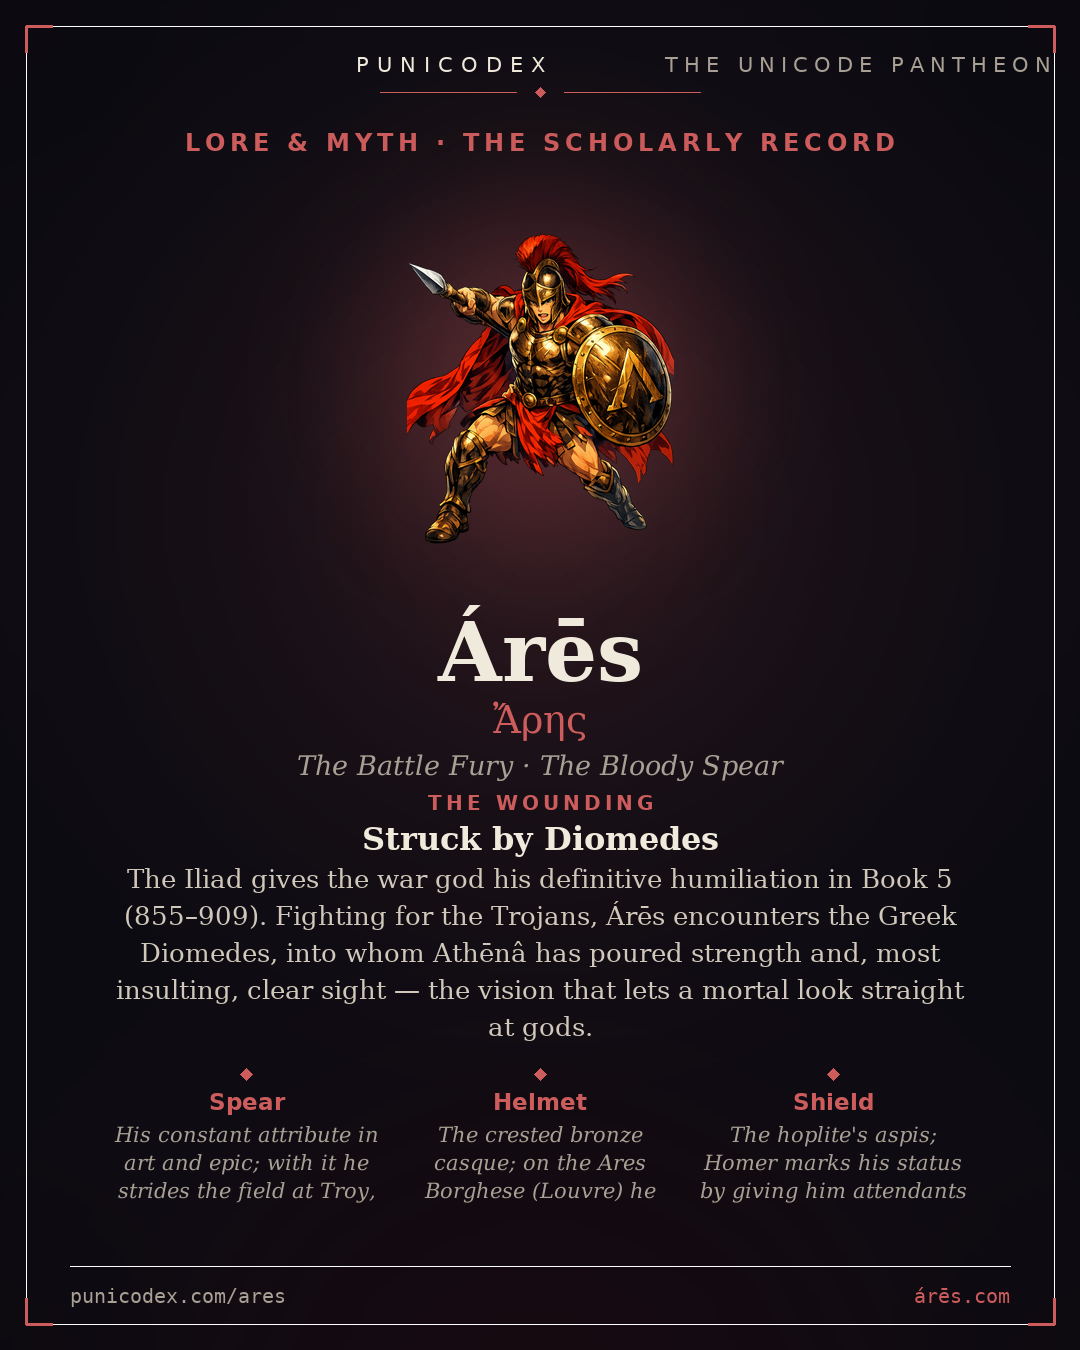 PUNICODEX THE UNICODE PANTHEON
LORE & MYTH · THE SCHOLARLY RECORD
Λ
Árēs
Ἄρης
The Battle Fury · The Bloody Spear
THE WOUNDING
Struck by Diomedes
The Iliad gives the war god his definitive humiliation in Book 5
(855–909). Fighting for the Trojans, Árēs encounters the Greek
Diomedes, into whom Athēnâ has poured strength and, most
insulting, clear sight — the vision that lets a mortal look straight
at gods.
Spear
His constant attribute in
art and epic; with it he
strides the field at Troy,
Helmet
The crested bronze
casque; on the Ares
Borghese (Louvre) he
Shield
The hoplite's aspis;
Homer marks his status
by giving him attendants
punicodex.com/ares
árēs.com